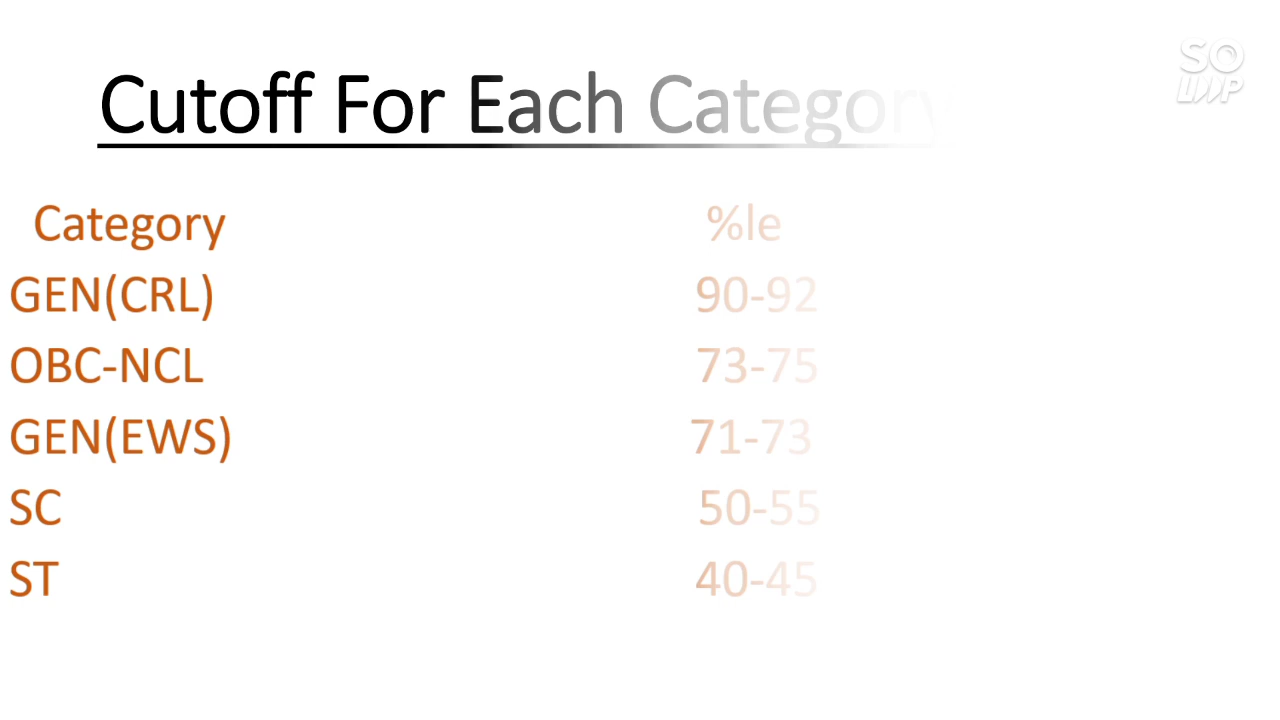 Cutoff For Each Category
Category %le
GEN(CRL) 90-92
OBC-NCL 73-75
GEN(EWS) 71-73
SC 50-55
ST 40-45